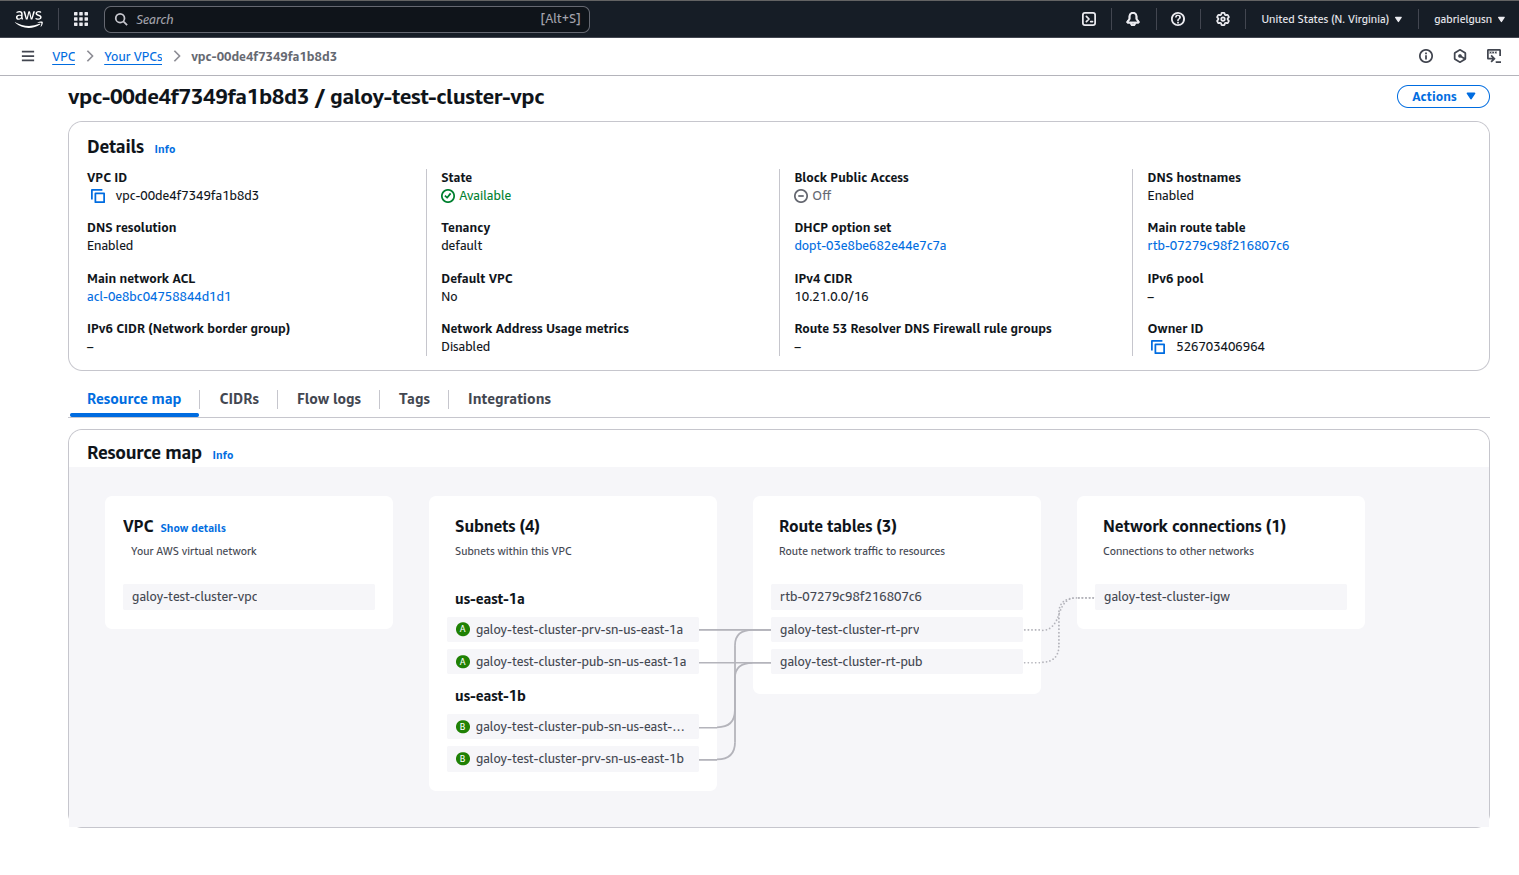 aws
Search [Alt+S]
United States (N. Virginia)
gabrielgusn
VPC > Your VPCs > vpc-00de4f7349fa1b8d3
vpc-00de4f7349fa1b8d3 / galoy-test-cluster-vpc
Actions
Details Info
VPC ID
vpc-00de4f7349fa1b8d3
State
Available
Block Public Access
Off
DNS hostnames
Enabled
DNS resolution
Enabled
Tenancy
default
DHCP option set
dopt-03e8be682e44e7c7a
Main route table
rtb-07279c98f216807c6
Main network ACL
acl-0e8bc04758844d1d1
Default VPC
No
IPv4 CIDR
10.21.0.0/16
IPv6 pool
–
IPv6 CIDR (Network border group)
–
Network Address Usage metrics
Disabled
Route 53 Resolver DNS Firewall rule groups
–
Owner ID
526703406964
Resource map
CIDRs
Flow logs
Tags
Integrations
Resource map Info
VPC Show details
Your AWS virtual network
galoy-test-cluster-vpc
Subnets (4)
Subnets within this VPC
us-east-1a
A galoy-test-cluster-prv-sn-us-east-1a
A galoy-test-cluster-pub-sn-us-east-1a
us-east-1b
B galoy-test-cluster-pub-sn-us-east-...
B galoy-test-cluster-prv-sn-us-east-1b
Route tables (3)
Route network traffic to resources
rtb-07279c98f216807c6
galoy-test-cluster-rt-prv
galoy-test-cluster-rt-pub
Network connections (1)
Connections to other networks
galoy-test-cluster-igw